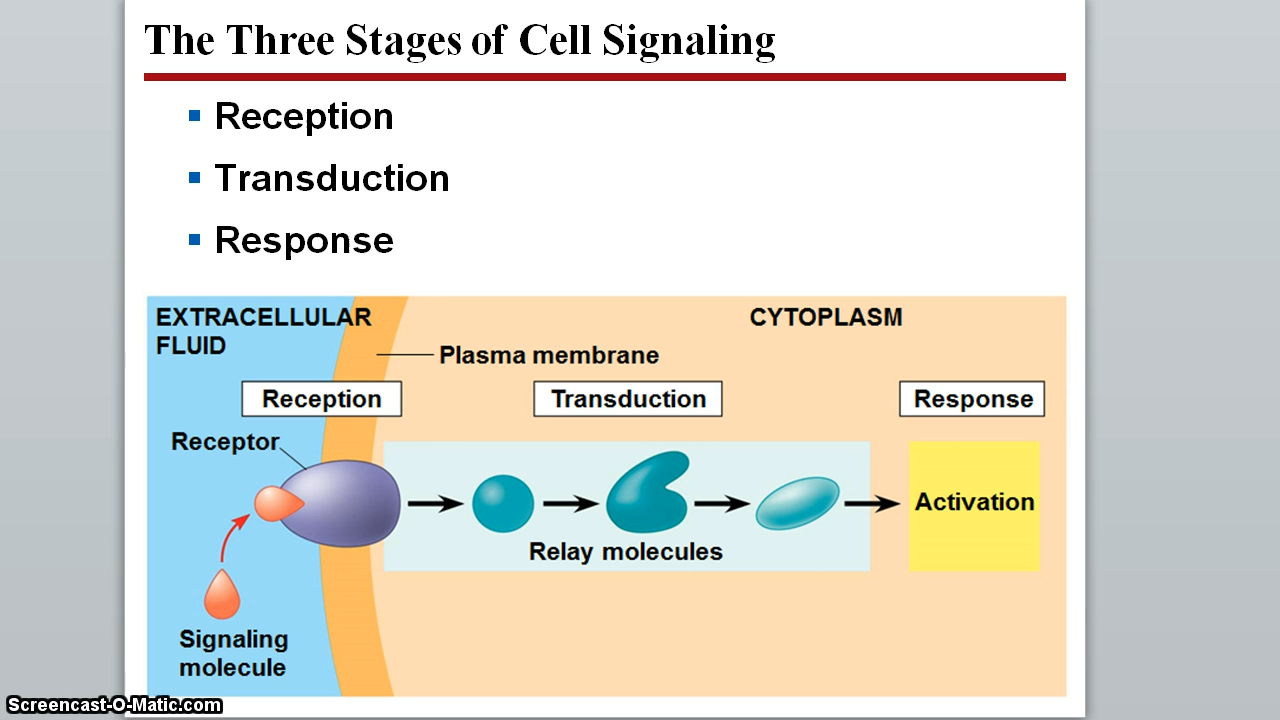 The Three Stages of Cell Signaling
Reception
Transduction
Response
EXTRACELLULAR
FLUID
CYTOPLASM
Plasma membrane
Reception
Transduction
Response
Receptor
Activation
Relay molecules
Signaling
molecule
Screencast-O-Matic.com